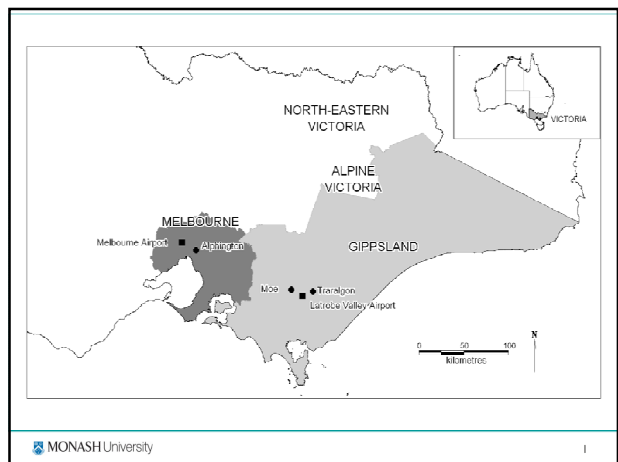 NORTH-EASTERN
VICTORIA
VICTORIA
ALPINE
VICTORIA
MELBOURNE
Melbourne Airport
Alphington
GIPPSLAND
Moe
Traralgon
Latrobe Valley Airport
N
0 50 100
kilometres
MONASH University
1